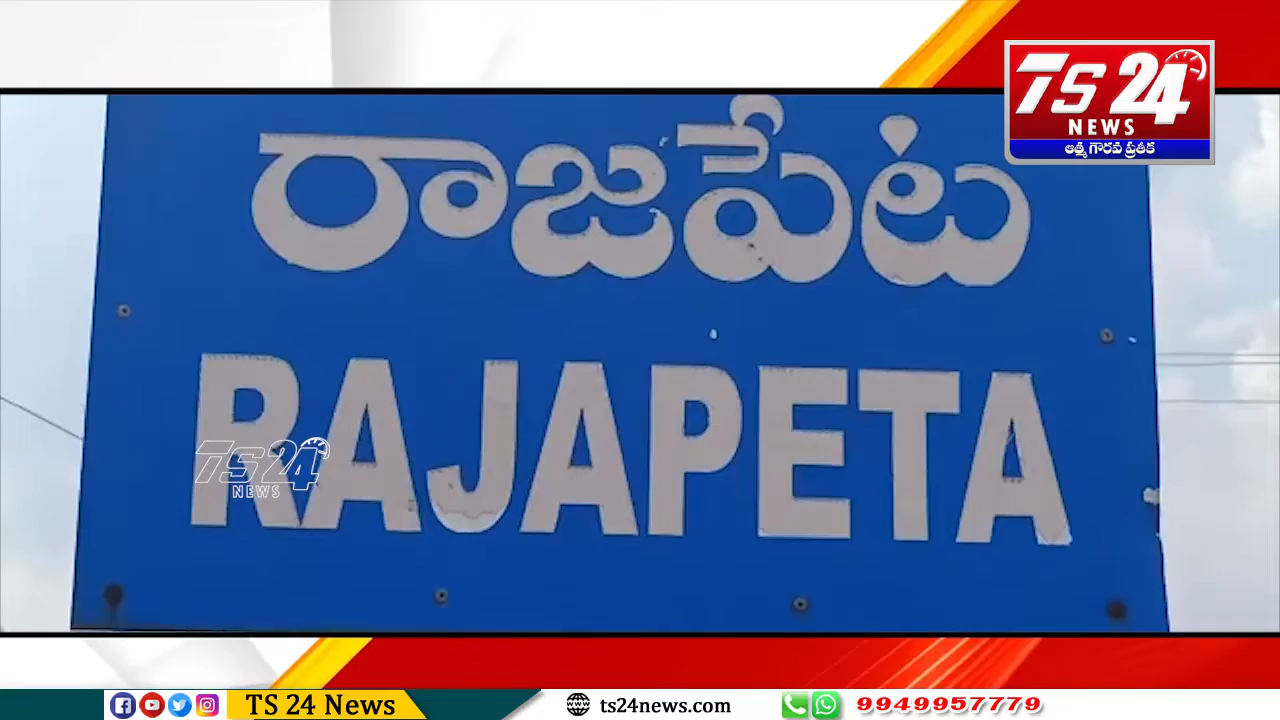 TS 24
NEWS
ఆత్మ గౌరవ ప్రతీక
రాజపేట
RAJAPETA
TS 24
NEWS
TS 24 News
ts24news.com
9949957779